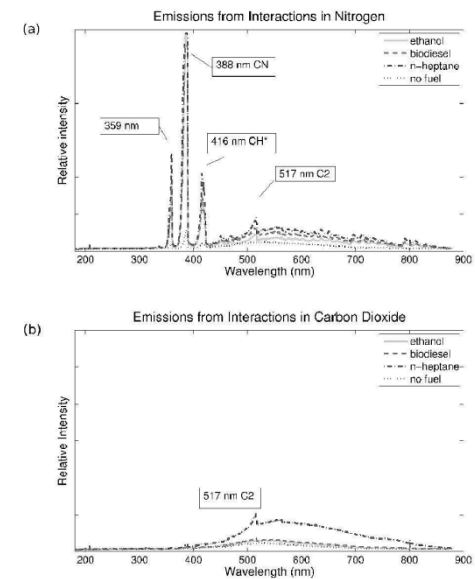 (a)
Emissions from Interactions in Nitrogen
Relative intensity
ethanol
biodiesel
n-heptane
no fuel
388 nm CN
359 nm
416 nm CH*
517 nm C2
200 300 400 500 600 700 800 900
Wavelength (nm)
(b)
Emissions from Interactions in Carbon Dioxide
Relative Intensity
ethanol
biodiesel
n-heptane
no fuel
517 nm C2
200 300 400 500 600 700 800 900
Wavelength (nm)